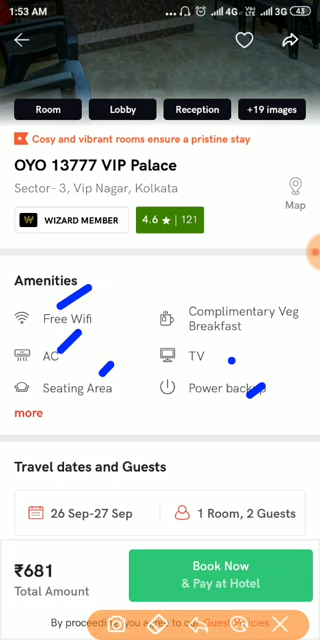 1:53 AM ... 4G VoLTE 3G 43
Room Lobby Reception +19 images
Cosy and vibrant rooms ensure a pristine stay
OYO 13777 VIP Palace
Sector- 3, Vip Nagar, Kolkata
Map
W WIZARD MEMBER 4.6 ★ | 121
Amenities
Free Wifi
Complimentary Veg
Breakfast
AC
TV
Seating Area
Power backup
more
Travel dates and Guests
26 Sep-27 Sep
1 Room, 2 Guests
₹681
Total Amount
Book Now
& Pay at Hotel
By proceeding, you agree to our Guest Policies